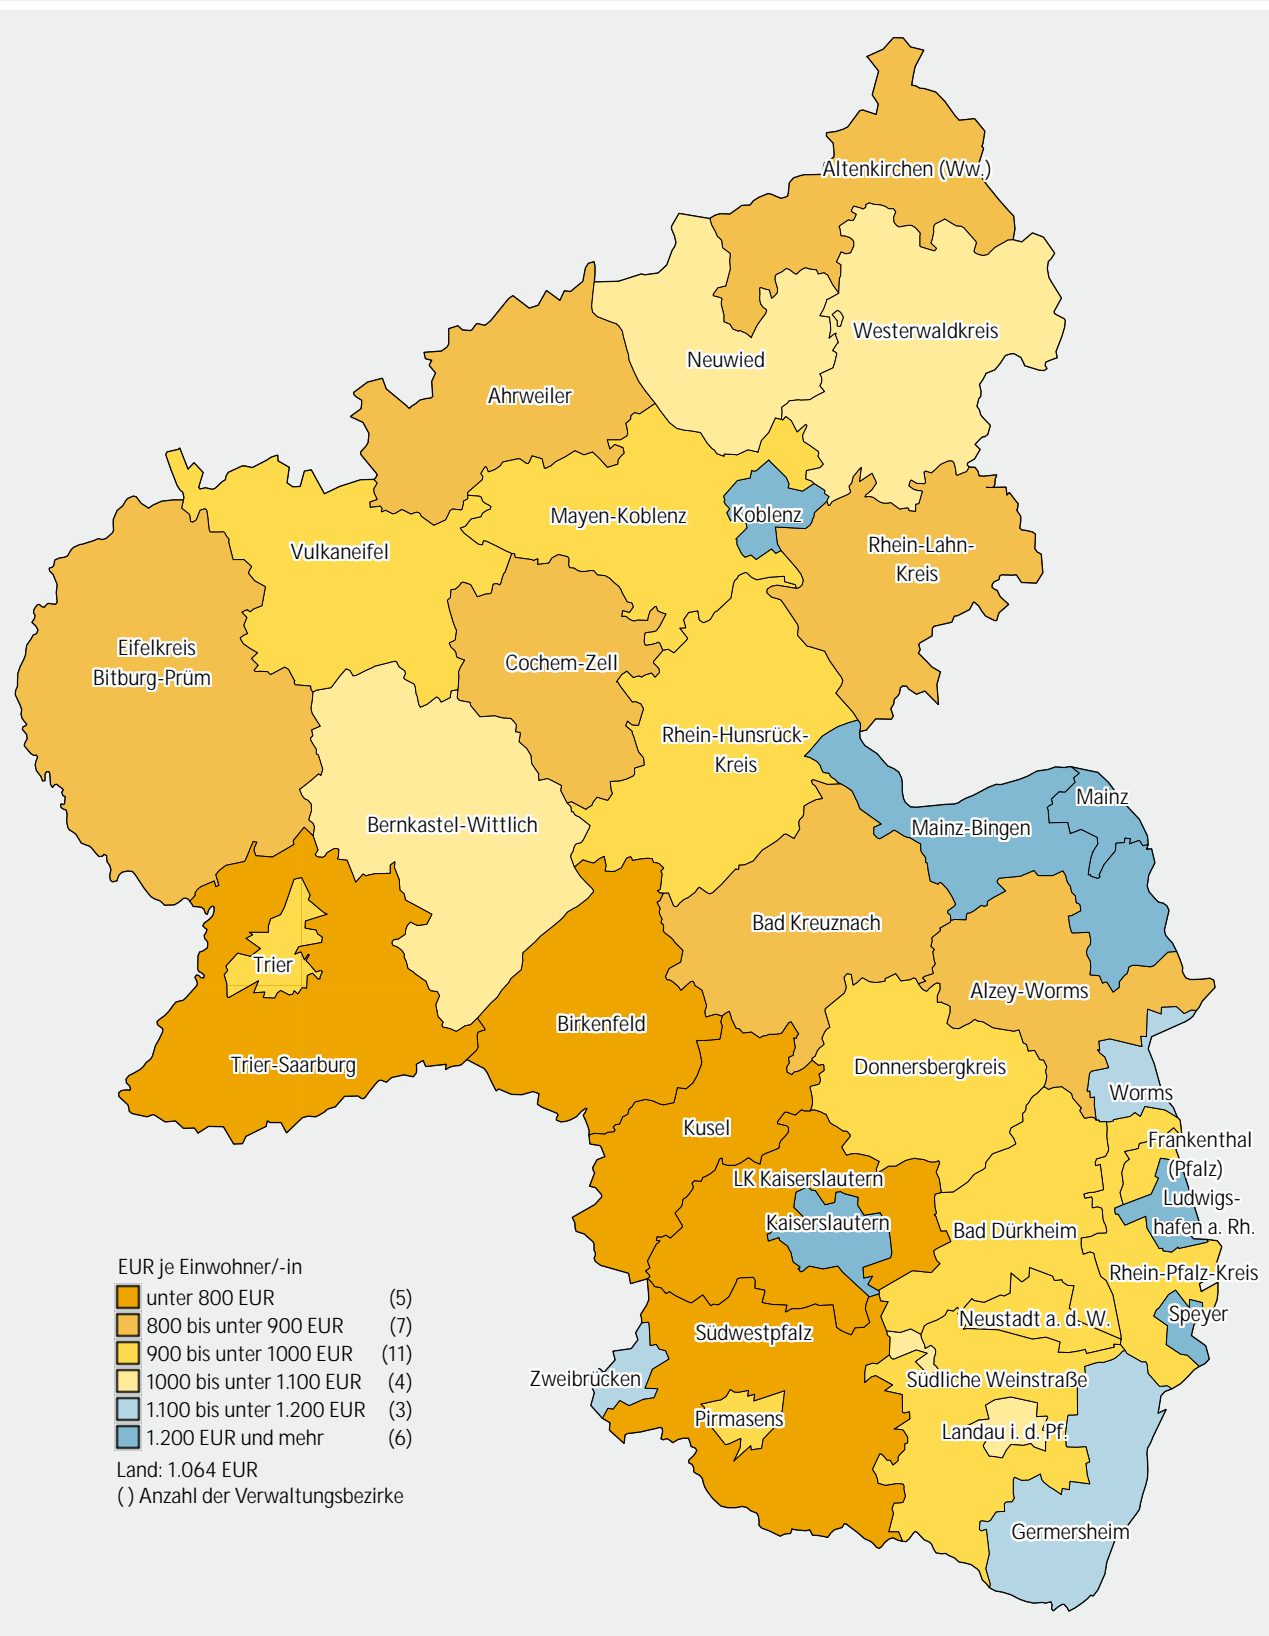 Altenkirchen (Ww.)
Westerwaldkreis
Neuwied
Ahrweiler
Mayen-Koblenz
Koblenz
Rhein-Lahn-
Kreis
Vulkaneifel
Eifelkreis
Bitburg-Prüm
Cochem-Zell
Rhein-Hunsrück-
Kreis
Mainz
Mainz-Bingen
Bernkastel-Wittlich
Bad Kreuznach
Trier
Alzey-Worms
Birkenfeld
Trier-Saarburg
Donnersbergkreis
Worms
Kusel
Frankenthal
(Pfalz)
LK Kaiserslautern
Ludwigs-
hafen a. Rh.
Kaiserslautern
Bad Dürkheim
Rhein-Pfalz-Kreis
Speyer
Neustadt a. d. W.
Südwestpfalz
Zweibrücken
Südliche Weinstraße
Pirmasens
Landau i. d. Pf.
Germersheim
EUR je Einwohner/-in
unter 800 EUR (5)
800 bis unter 900 EUR (7)
900 bis unter 1000 EUR (11)
1000 bis unter 1.100 EUR (4)
1.100 bis unter 1.200 EUR (3)
1.200 EUR und mehr (6)
Land: 1.064 EUR
( ) Anzahl der Verwaltungsbezirke